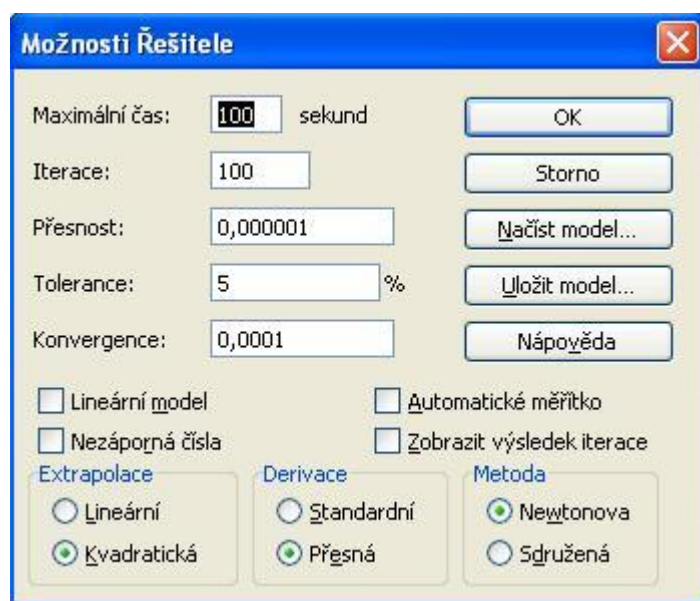 Možnosti Řešitele
Maximální čas: 100 sekund OK
Iterace: 100 Storno
Přesnost: 0,000001 Načíst model...
Tolerance: 5 % Uložit model...
Konvergence: 0,0001 Nápověda
Lineární model Automatické měřítko
Nezáporná čísla Zobrazit výsledek iterace
Extrapolace Derivace Metoda
Lineární Standardní Newtonova
Kvadratická Přesná Sdružená